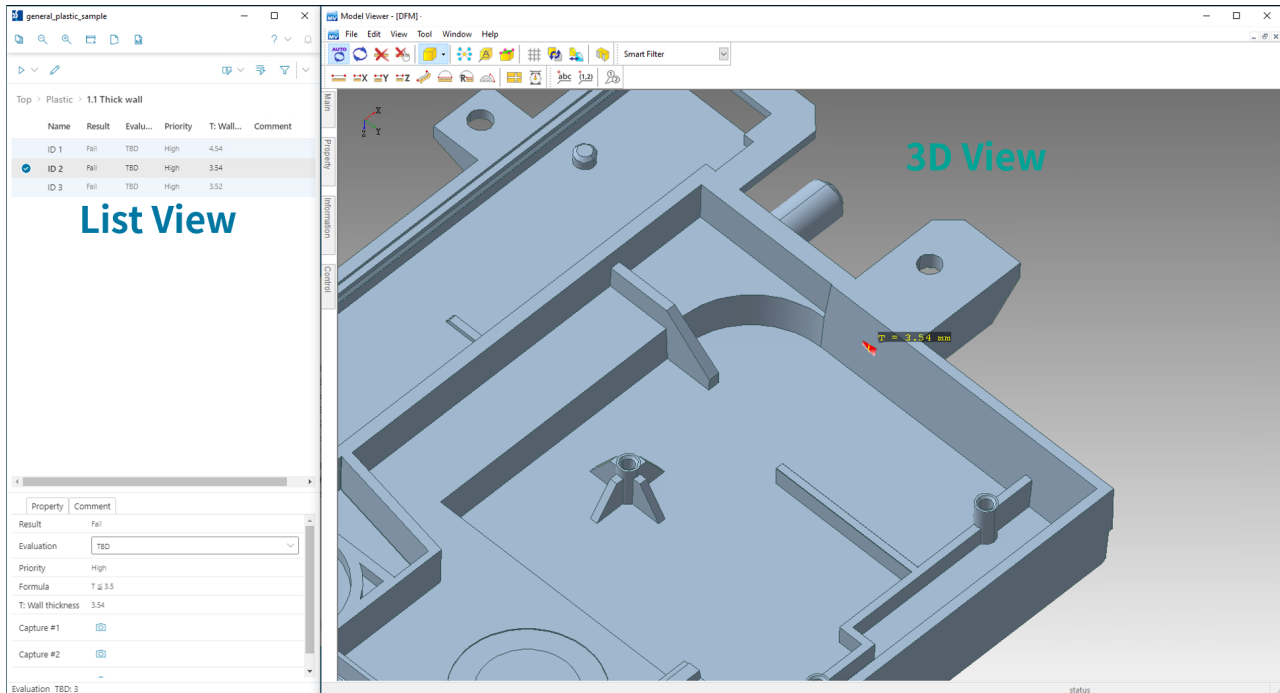 general_plastic_sample
Top > Plastic > 1.1 Thick wall
Name Result Evalu... Priority T: Wall... Comment
ID 1 Fail TBD High 4.54
ID 2 Fail TBD High 3.54
ID 3 Fail TBD High 3.52
List View
Property Comment
Result Fail
Evaluation TBD
Priority High
Formula T ≦ 3.5
T: Wall thickness 3.54
Capture #1
Capture #2
Evaluation TBD: 3
Model Viewer - [DFM] -
File Edit View Tool Window Help
AUTO
Smart Filter
X Y Z R abc (1,2)
Main
Property
Information
Control
X
Y
Z
3D View
T = 3.54 mm
status